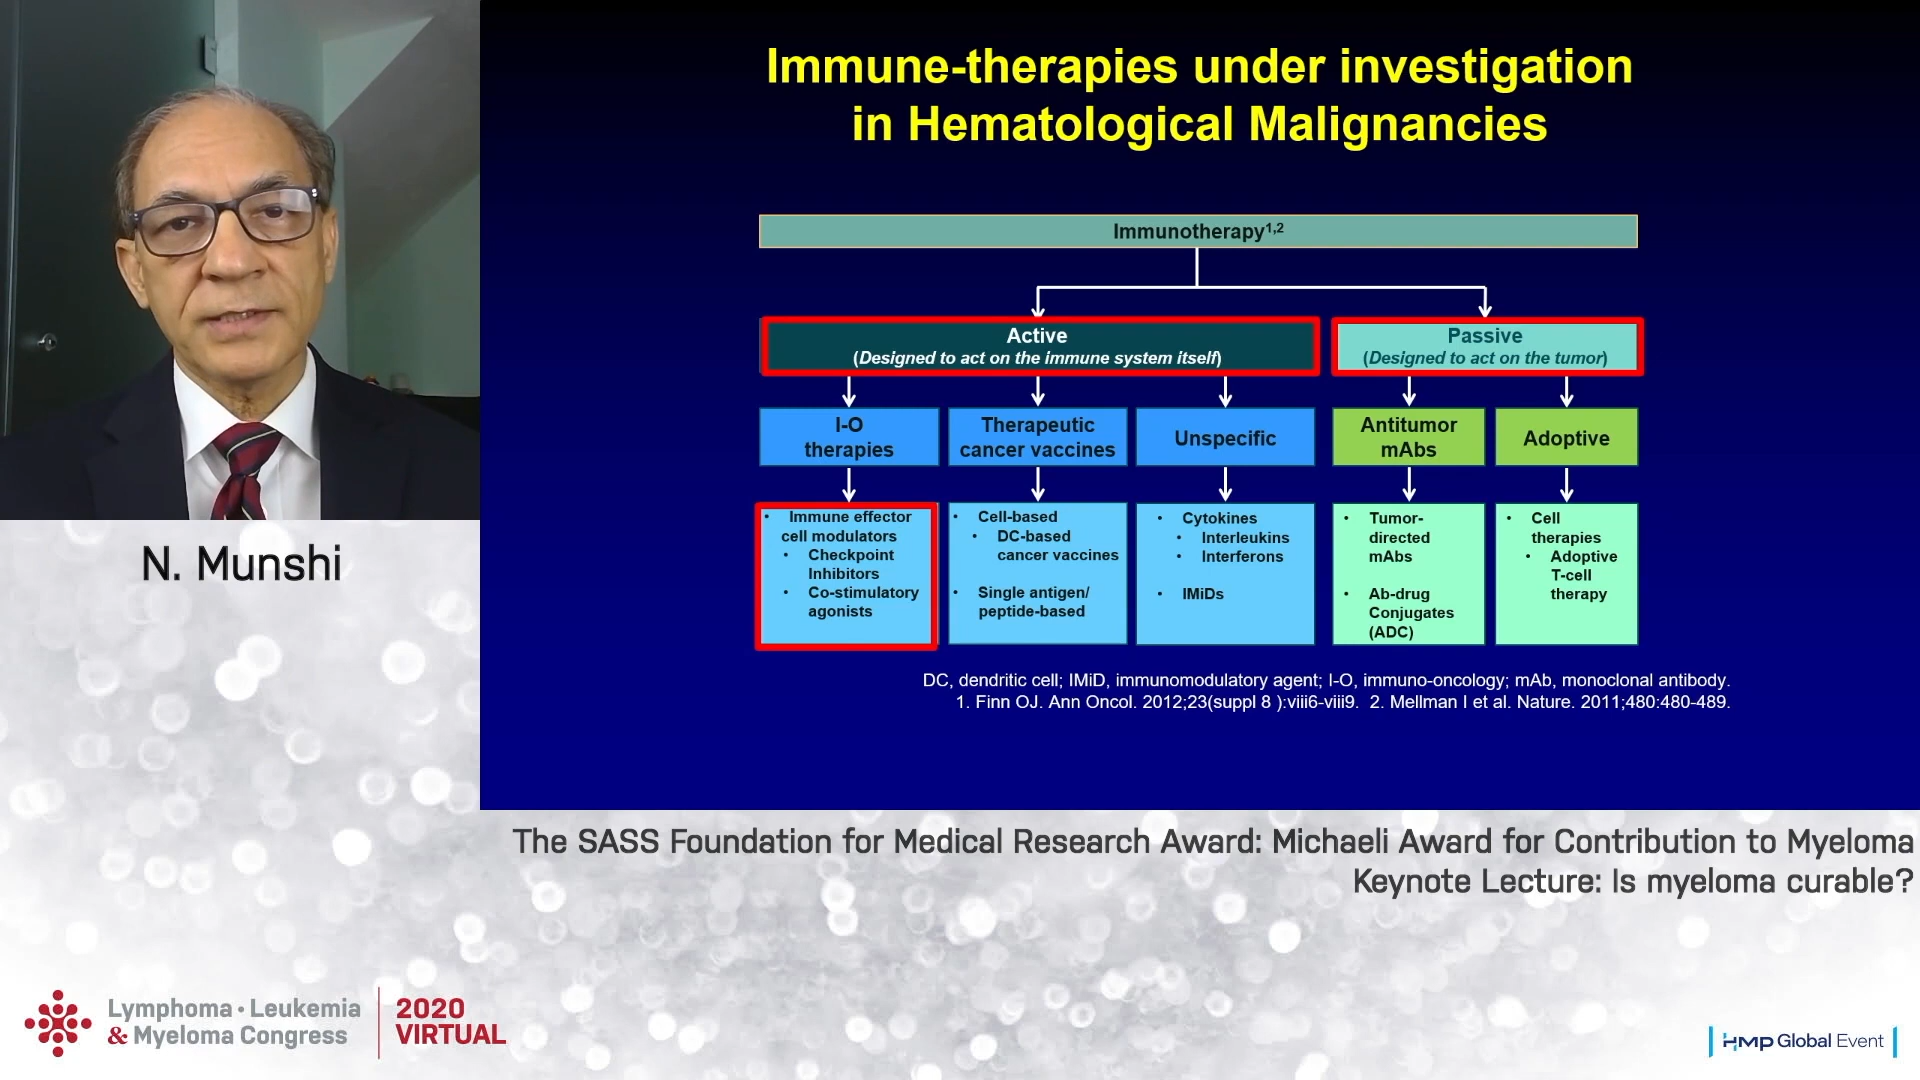 Immune-therapies under investigation
in Hematological Malignancies
Immunotherapy1,2
Active
(Designed to act on the immune system itself)
Passive
(Designed to act on the tumor)
I-O
therapies
Therapeutic
cancer vaccines
Unspecific
Antitumor
mAbs
Adoptive
• Immune effector
cell modulators
• Checkpoint
Inhibitors
• Co-stimulatory
agonists
• Cell-based
• DC-based
cancer vaccines
• Single antigen/
peptide-based
• Cytokines
• Interleukins
• Interferons
• IMiDs
• Tumor-
directed
mAbs
• Ab-drug
Conjugates
(ADC)
• Cell
therapies
• Adoptive
T-cell
therapy
DC, dendritic cell; IMiD, immunomodulatory agent; I-O, immuno-oncology; mAb, monoclonal antibody.
1. Finn OJ. Ann Oncol. 2012;23(suppl 8 ):viii6-viii9. 2. Mellman I et al. Nature. 2011;480:480-489.
N. Munshi
The SASS Foundation for Medical Research Award: Michaeli Award for Contribution to Myeloma
Keynote Lecture: Is myeloma curable?
Lymphoma • Leukemia
& Myeloma Congress
2020
VIRTUAL
HMP Global Event